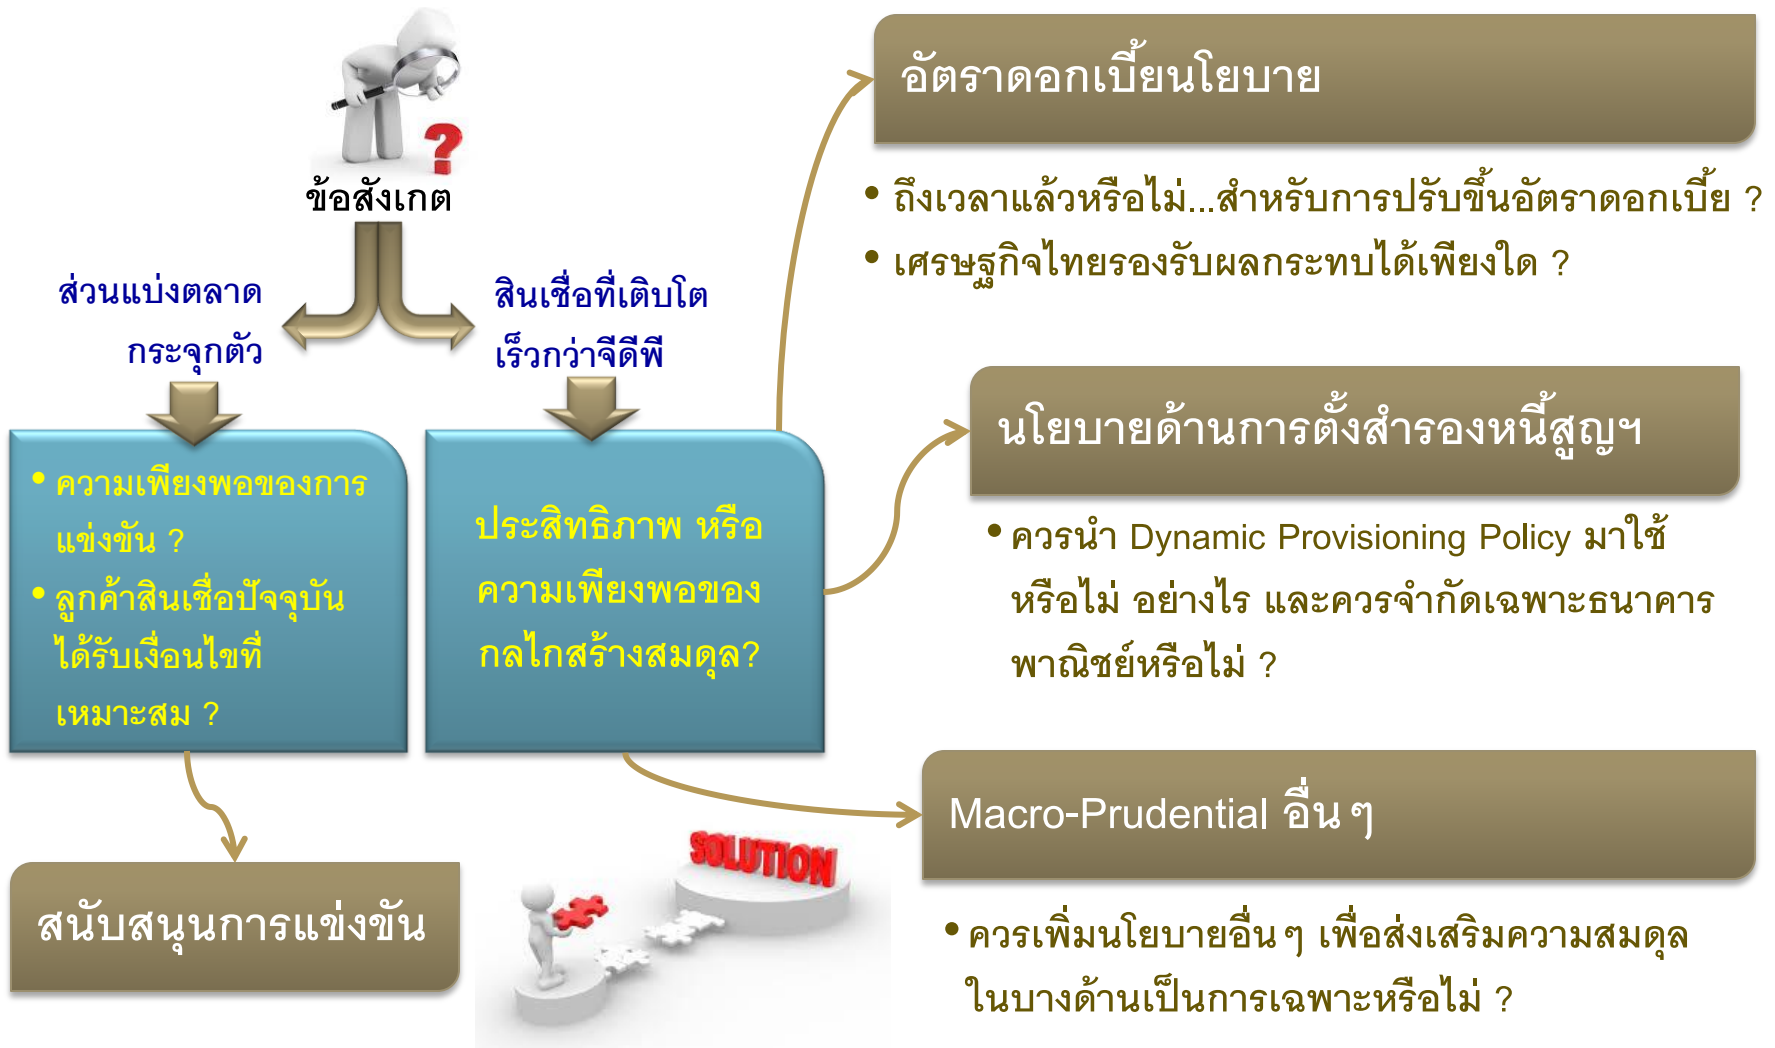 ข้อสังเกต
ส่วนแบ่งตลาด
กระจุกตัว
สินเชื่อที่เติบโต
เร็วกว่าจีดีพี
• ความเพียงพอของการ
แข่งขัน ?
• ลูกค้าสินเชื่อปัจจุบัน
ได้รับเงื่อนไขที่
เหมาะสม ?
ประสิทธิภาพ หรือ
ความเพียงพอของ
กลไกสร้างสมดุล?
สนับสนุนการแข่งขัน
SOLUTION
อัตราดอกเบี้ยนโยบาย
• ถึงเวลาแล้วหรือไม่...สำหรับการปรับขึ้นอัตราดอกเบี้ย ?
• เศรษฐกิจไทยรองรับผลกระทบได้เพียงใด ?
นโยบายด้านการตั้งสำรองหนี้สูญฯ
• ควรนำ Dynamic Provisioning Policy มาใช้
หรือไม่ อย่างไร และควรจำกัดเฉพาะธนาคาร
พาณิชย์หรือไม่ ?
Macro-Prudential อื่นๆ
• ควรเพิ่มนโยบายอื่นๆ เพื่อส่งเสริมความสมดุล
ในบางด้านเป็นการเฉพาะหรือไม่ ?